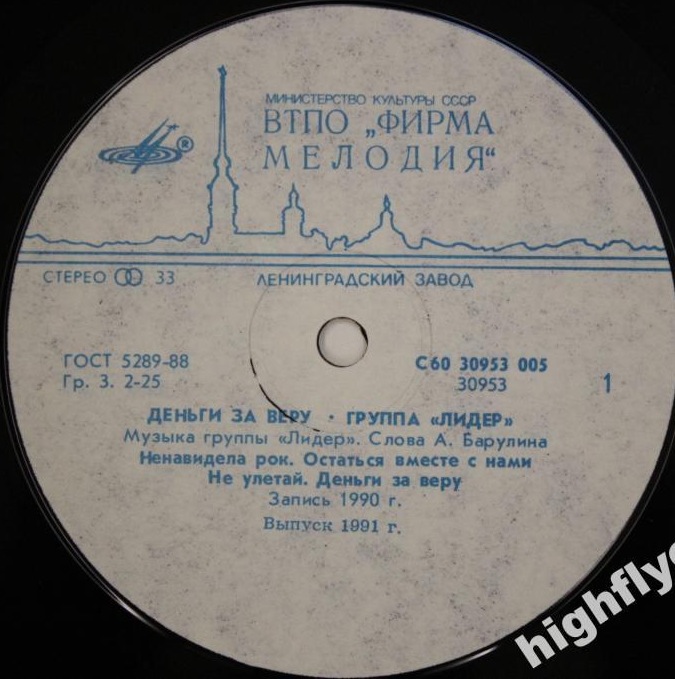 МИНИСТЕРСТВО КУЛЬТУРЫ СССР
ВТПО „ФИРМА
МЕЛОДИЯ“
®
СТЕРЕО 33
ЛЕНИНГРАДСКИЙ ЗАВОД
ГОСТ 5289-88
Гр. 3. 2-25
С60 30953 005
30953
1
ДЕНЬГИ ЗА ВЕРУ · ГРУППА «ЛИДЕР»
Музыка группы «Лидер». Слова А. Барулина
Ненавидела рок. Остаться вместе с нами
Не улетай. Деньги за веру
Запись 1990 г.
Выпуск 1991 г.